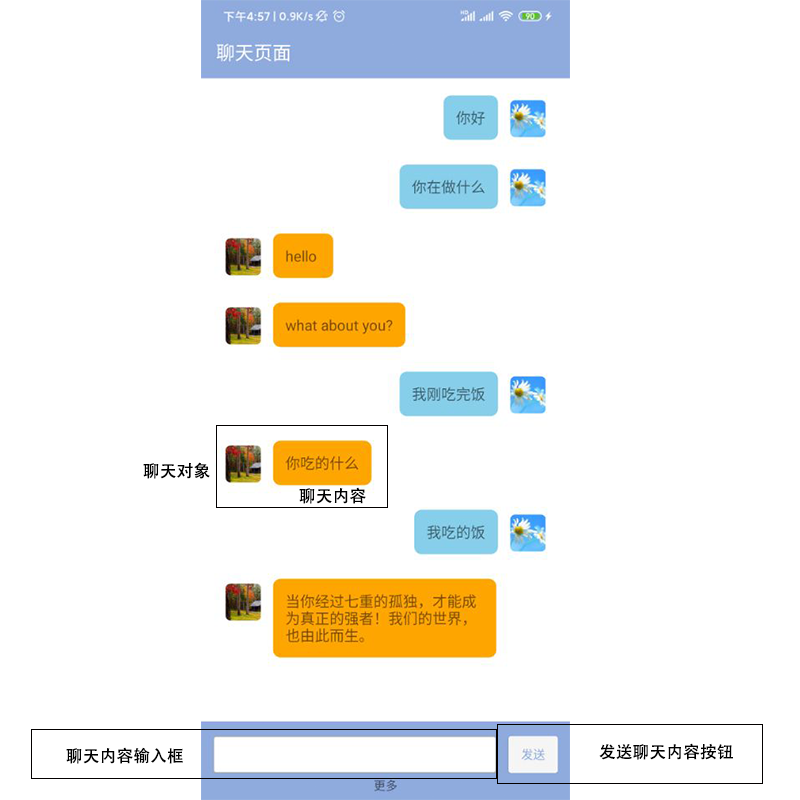 下午4:57 | 0.9K/s
HD
90
聊天页面
你好
你在做什么
hello
what about you?
我刚吃完饭
聊天对象
你吃的什么
聊天内容
我吃的饭
当你经过七重的孤独，才能成
为真正的强者！我们的世界，
也由此而生。
聊天内容输入框
发送
发送聊天内容按钮
更多